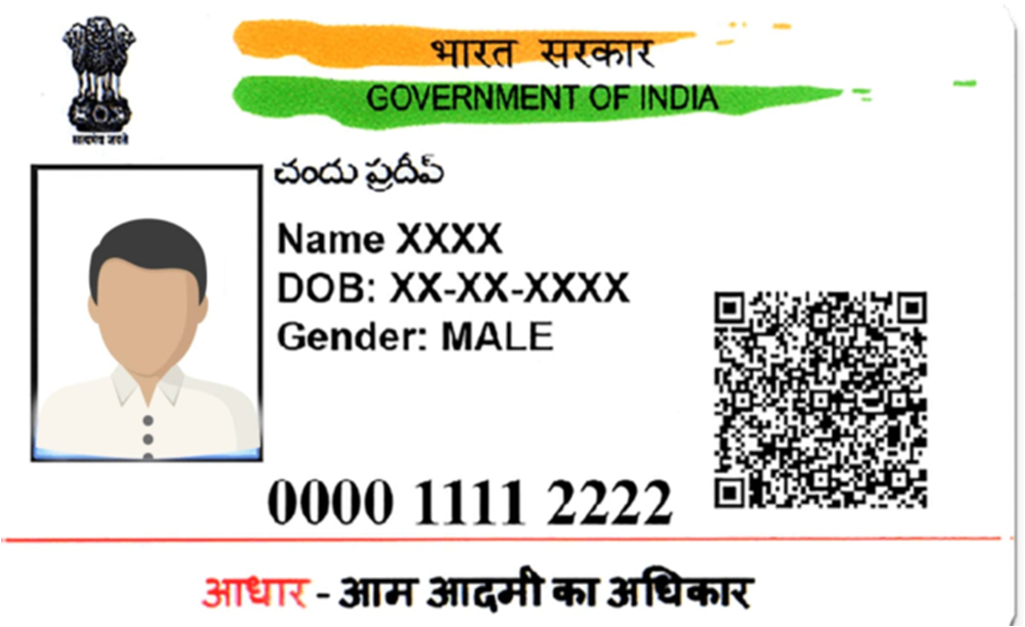 भारत सरकार
GOVERNMENT OF INDIA
सत्यमेव जयते
చందు ప్రదీప్
Name XXXX
DOB: XX-XX-XXXX
Gender: MALE
0000 1111 2222
आधार - आम आदमी का अधिकार